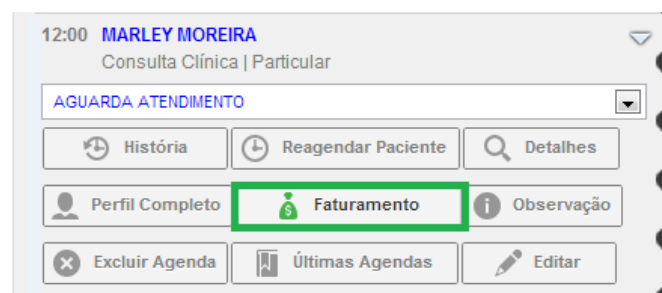 12:00 MARLEY MOREIRA
Consulta Clínica | Particular
AGUARDA ATENDIMENTO
História Reagendar Paciente Detalhes
Perfil Completo Faturamento Observação
Excluir Agenda Últimas Agendas Editar